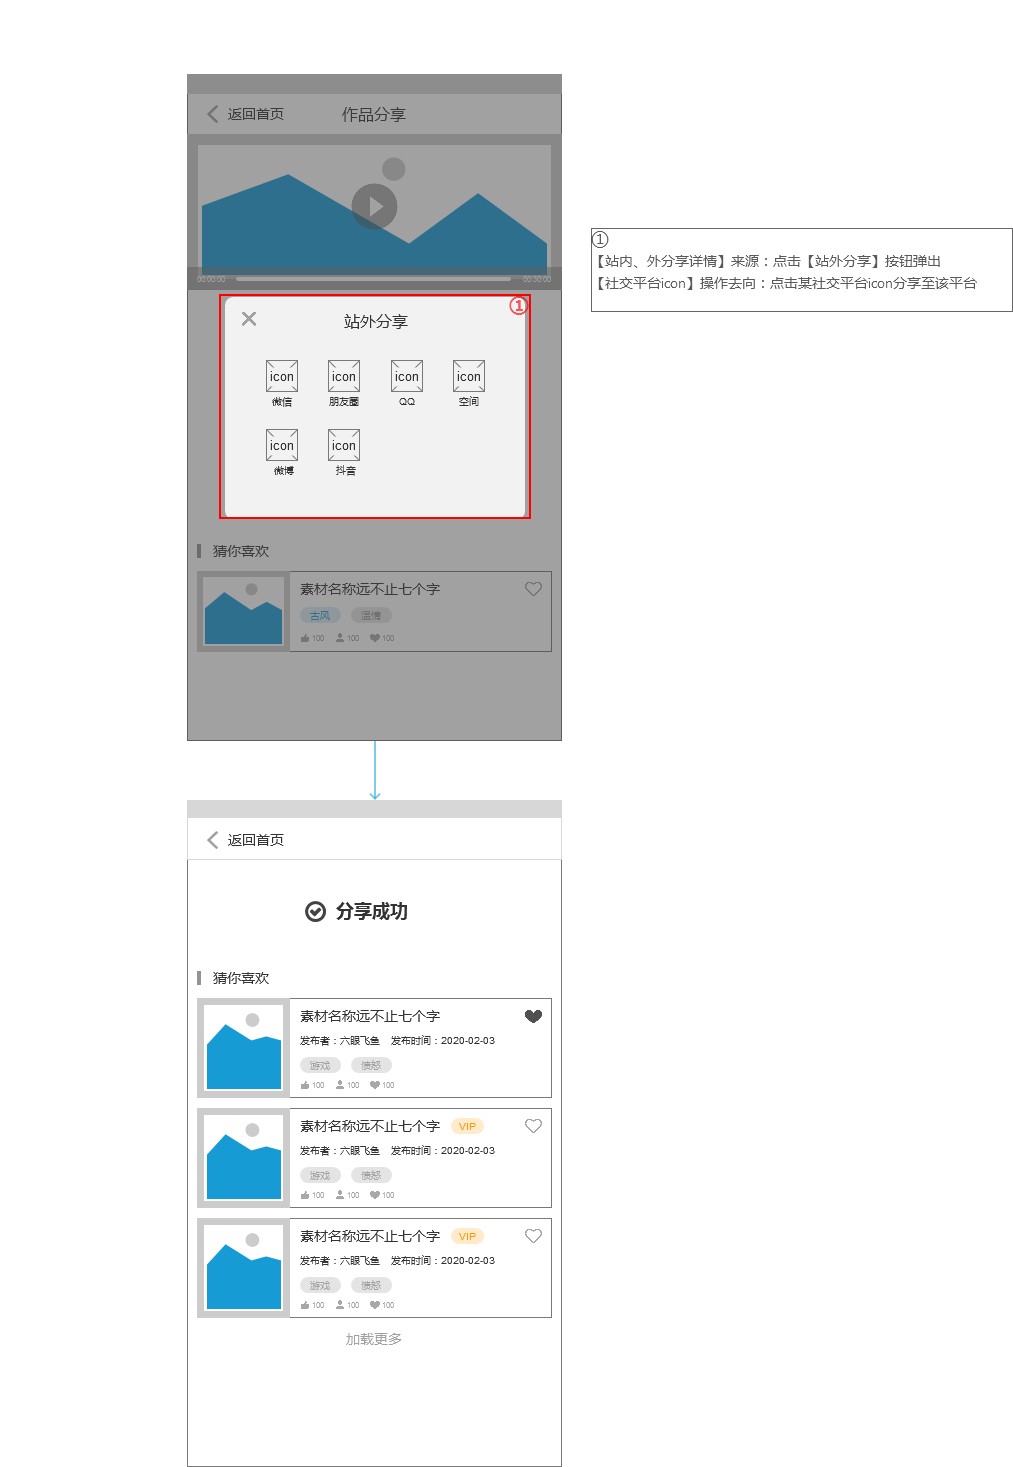 返回首页
作品分享
00:00:00
00:30:00
①
【站内、外分享详情】来源：点击【站外分享】按钮弹出
【社交平台icon】操作去向：点击某社交平台icon分享至该平台
①
站外分享
icon icon icon icon
微信 朋友圈 QQ 空间
icon icon
微博 抖音
猜你喜欢
素材名称远不止七个字
古风 温情
100 100 100
返回首页
分享成功
猜你喜欢
素材名称远不止七个字
发布者：六眼飞鱼 发布时间：2020-02-03
游戏 愤怒
100 100 100
素材名称远不止七个字 VIP
发布者：六眼飞鱼 发布时间：2020-02-03
游戏 愤怒
100 100 100
素材名称远不止七个字 VIP
发布者：六眼飞鱼 发布时间：2020-02-03
游戏 愤怒
100 100 100
加载更多